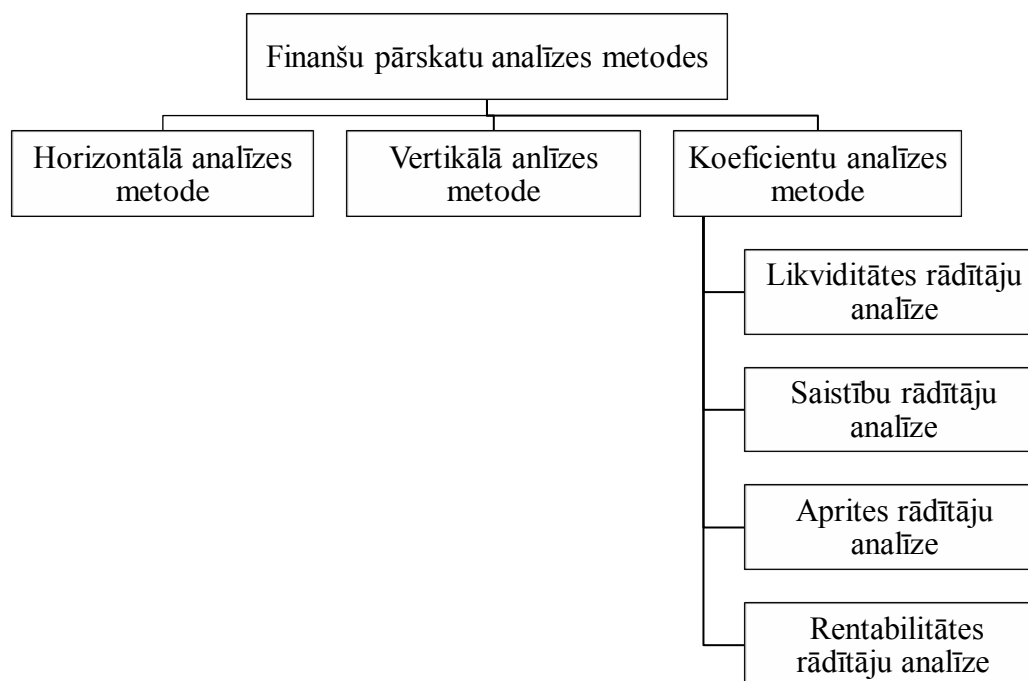 Finanšu pārskatu analīzes metodes
Horizontālā analīzes
metode
Vertikālā anlīzes
metode
Koeficientu analīzes
metode
Likviditātes rādītāju
analīze
Saistību rādītāju
analīze
Aprites rādītāju
analīze
Rentabilitātes
rādītāju analīze